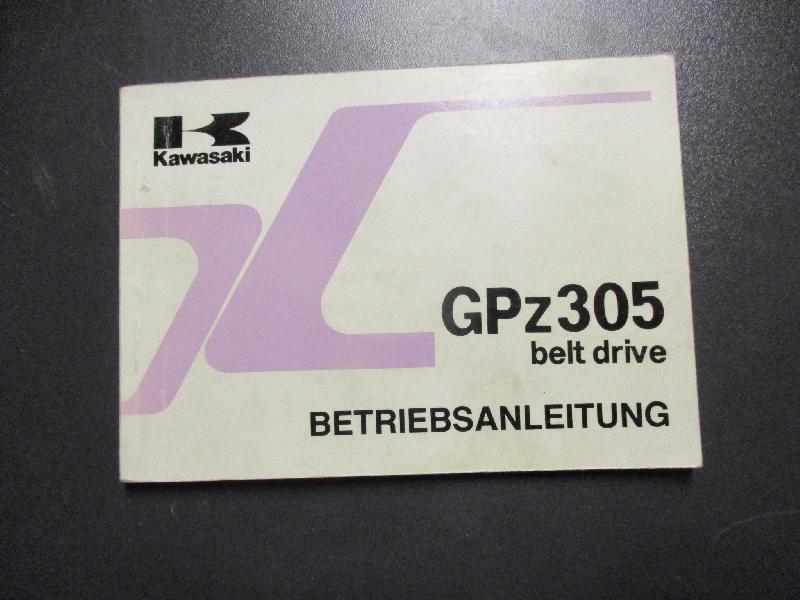 Kawasaki
GPz305
belt drive
BETRIEBSANLEITUNG